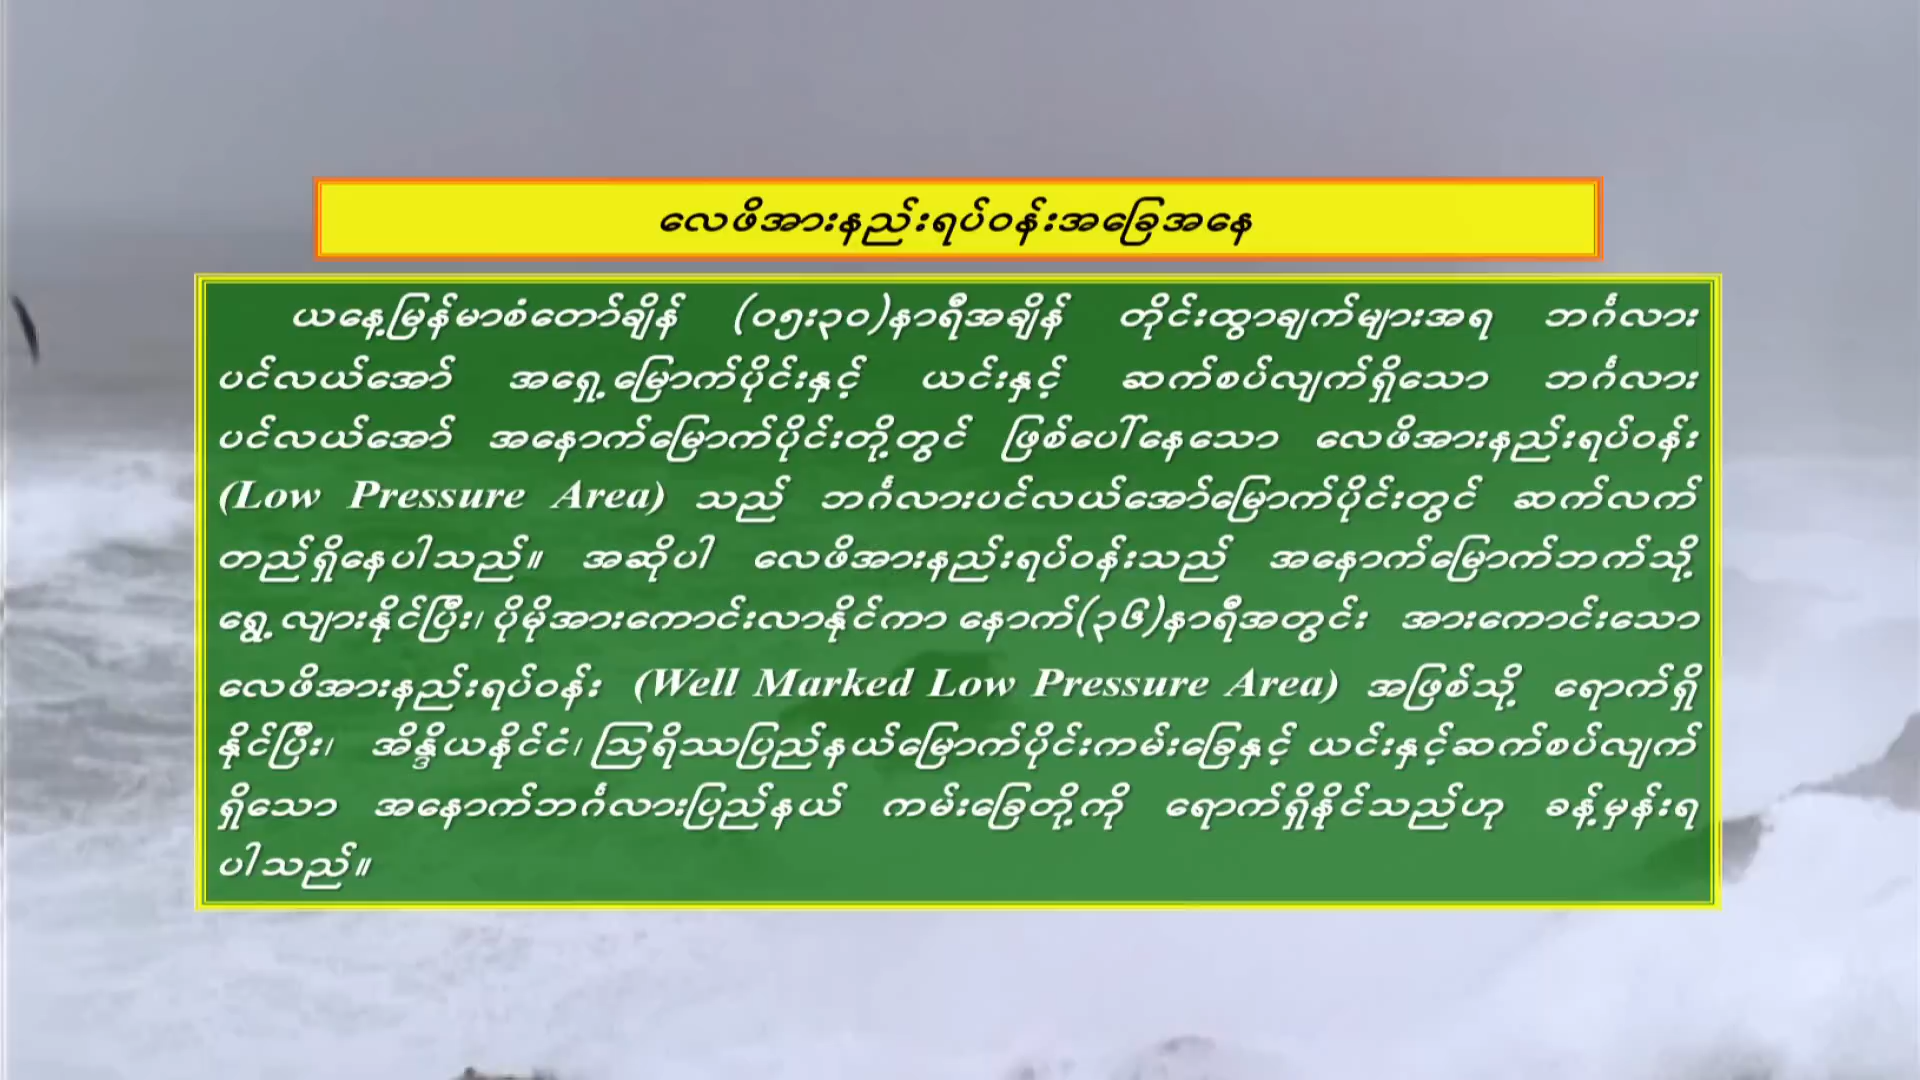 လေဖိအားနည်းရပ်ဝန်းအခြေအနေ
ယနေ့မြန်မာစံတော်ချိန် (၀၅း၃၀)နာရီအချိန် တိုင်းထွာချက်များအရ ဘင်္ဂလား
ပင်လယ်အော် အရှေ့မြောက်ပိုင်းနှင့် ယင်းနှင့် ဆက်စပ်လျက်ရှိသော ဘင်္ဂလား
ပင်လယ်အော် အနောက်မြောက်ပိုင်းတို့တွင် ဖြစ်ပေါ်နေသော လေဖိအားနည်းရပ်ဝန်း
(Low Pressure Area) သည် ဘင်္ဂလားပင်လယ်အော်မြောက်ပိုင်းတွင် ဆက်လက်
တည်ရှိနေပါသည်။ အဆိုပါ လေဖိအားနည်းရပ်ဝန်းသည် အနောက်မြောက်ဘက်သို့
ရွေ့လျားနိုင်ပြီး၊ ပိုမိုအားကောင်းလာနိုင်ကာ နောက်(၃၆)နာရီအတွင်း အားကောင်းသော
လေဖိအားနည်းရပ်ဝန်း (Well Marked Low Pressure Area) အဖြစ်သို့ ရောက်ရှိ
နိုင်ပြီး၊ အိန္ဒိယနိုင်ငံ၊ ဩရိဿပြည်နယ်မြောက်ပိုင်းကမ်းခြေနှင့် ယင်းနှင့်ဆက်စပ်လျက်
ရှိသော အနောက်ဘင်္ဂလားပြည်နယ် ကမ်းခြေတို့ကို ရောက်ရှိနိုင်သည်ဟု ခန့်မှန်းရ
ပါသည်။